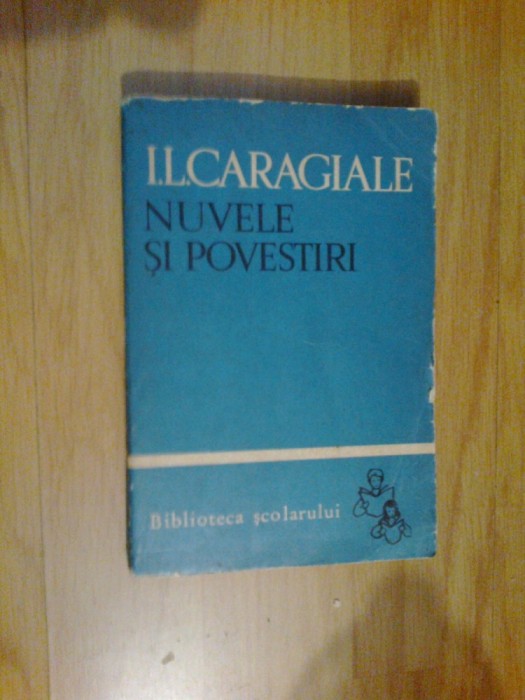 I.L.CARAGIALE
NUVELE
ȘI POVESTIRI
Biblioteca școlarului